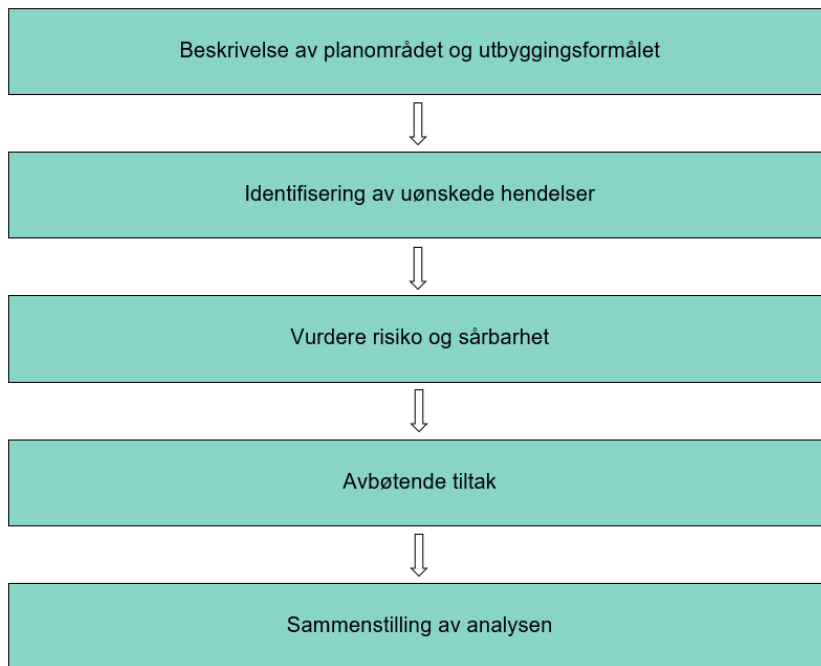 Beskrivelse av planområdet og utbyggingsformålet
Identifisering av uønskede hendelser
Vurdere risiko og sårbarhet
Avbøtende tiltak
Sammenstilling av analysen